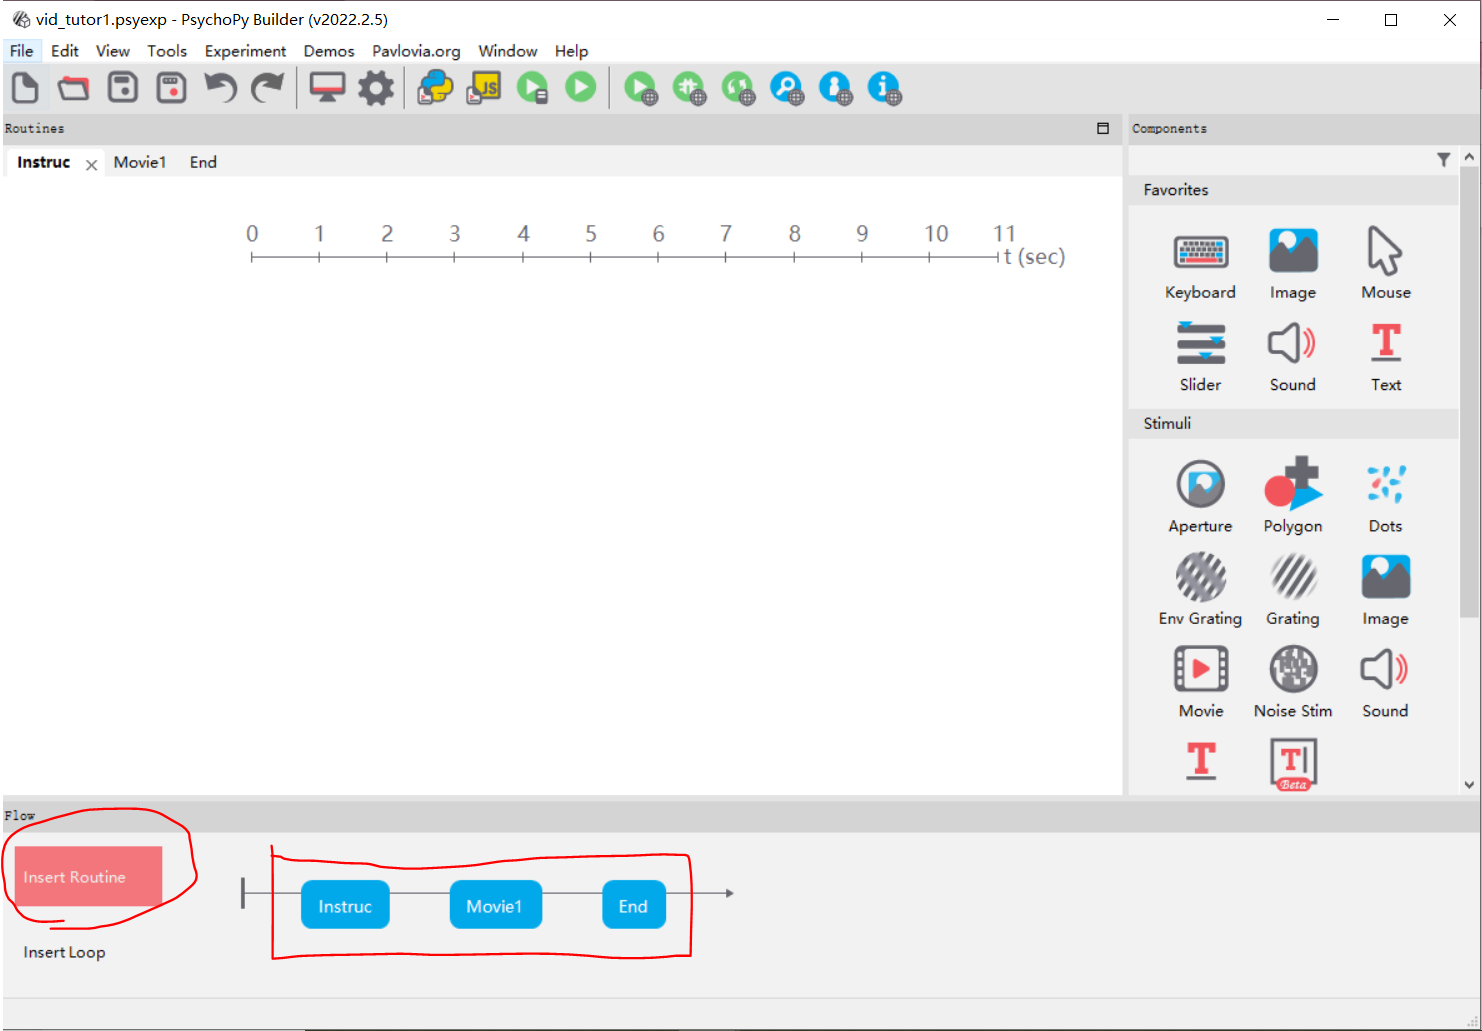 vid_tutor1.psyexp - PsychoPy Builder (v2022.2.5)
File Edit View Tools Experiment Demos Pavlovia.org Window Help
JS
Routines
Components
Instruc Movie1 End
Favorites
0 1 2 3 4 5 6 7 8 9 10 11
t (sec)
Keyboard Image Mouse
T
Slider Sound Text
Stimuli
Aperture Polygon Dots
Env Grating Grating Image
Movie Noise Stim Sound
T T
Beta
Flow
Insert Routine
Instruc Movie1 End
Insert Loop